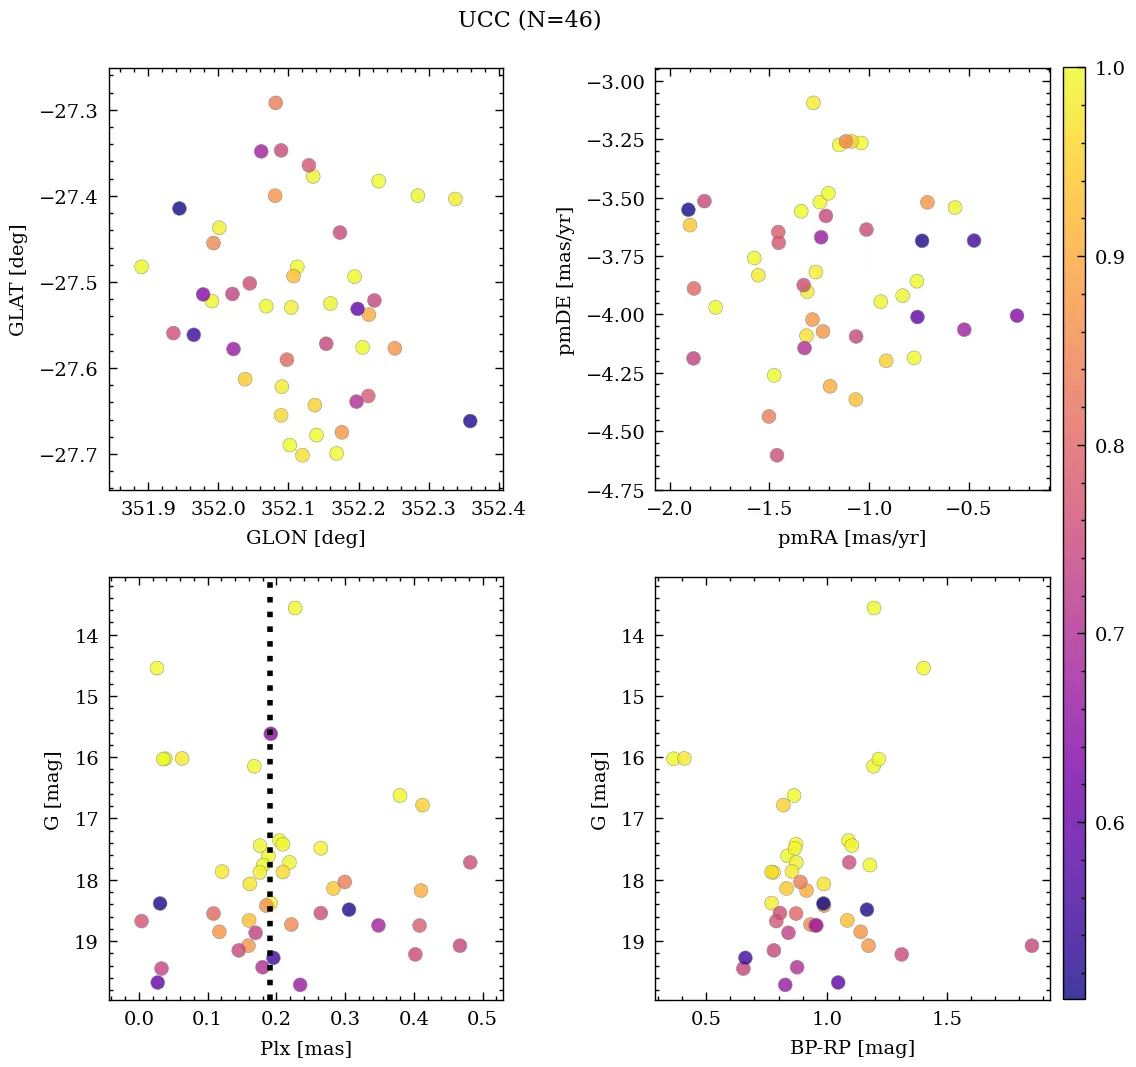 UCC (N=46)
−27.3
−27.4
−27.5
−27.6
−27.7
GLAT [deg]
351.9 352.0 352.1 352.2 352.3 352.4
GLON [deg]
−3.00
−3.25
−3.50
−3.75
−4.00
−4.25
−4.50
−4.75
pmDE [mas/yr]
−2.0 −1.5 −1.0 −0.5
pmRA [mas/yr]
14
15
16
17
18
19
G [mag]
0.0 0.1 0.2 0.3 0.4 0.5
Plx [mas]
14
15
16
17
18
19
G [mag]
0.5 1.0 1.5
BP-RP [mag]
1.0
0.9
0.8
0.7
0.6